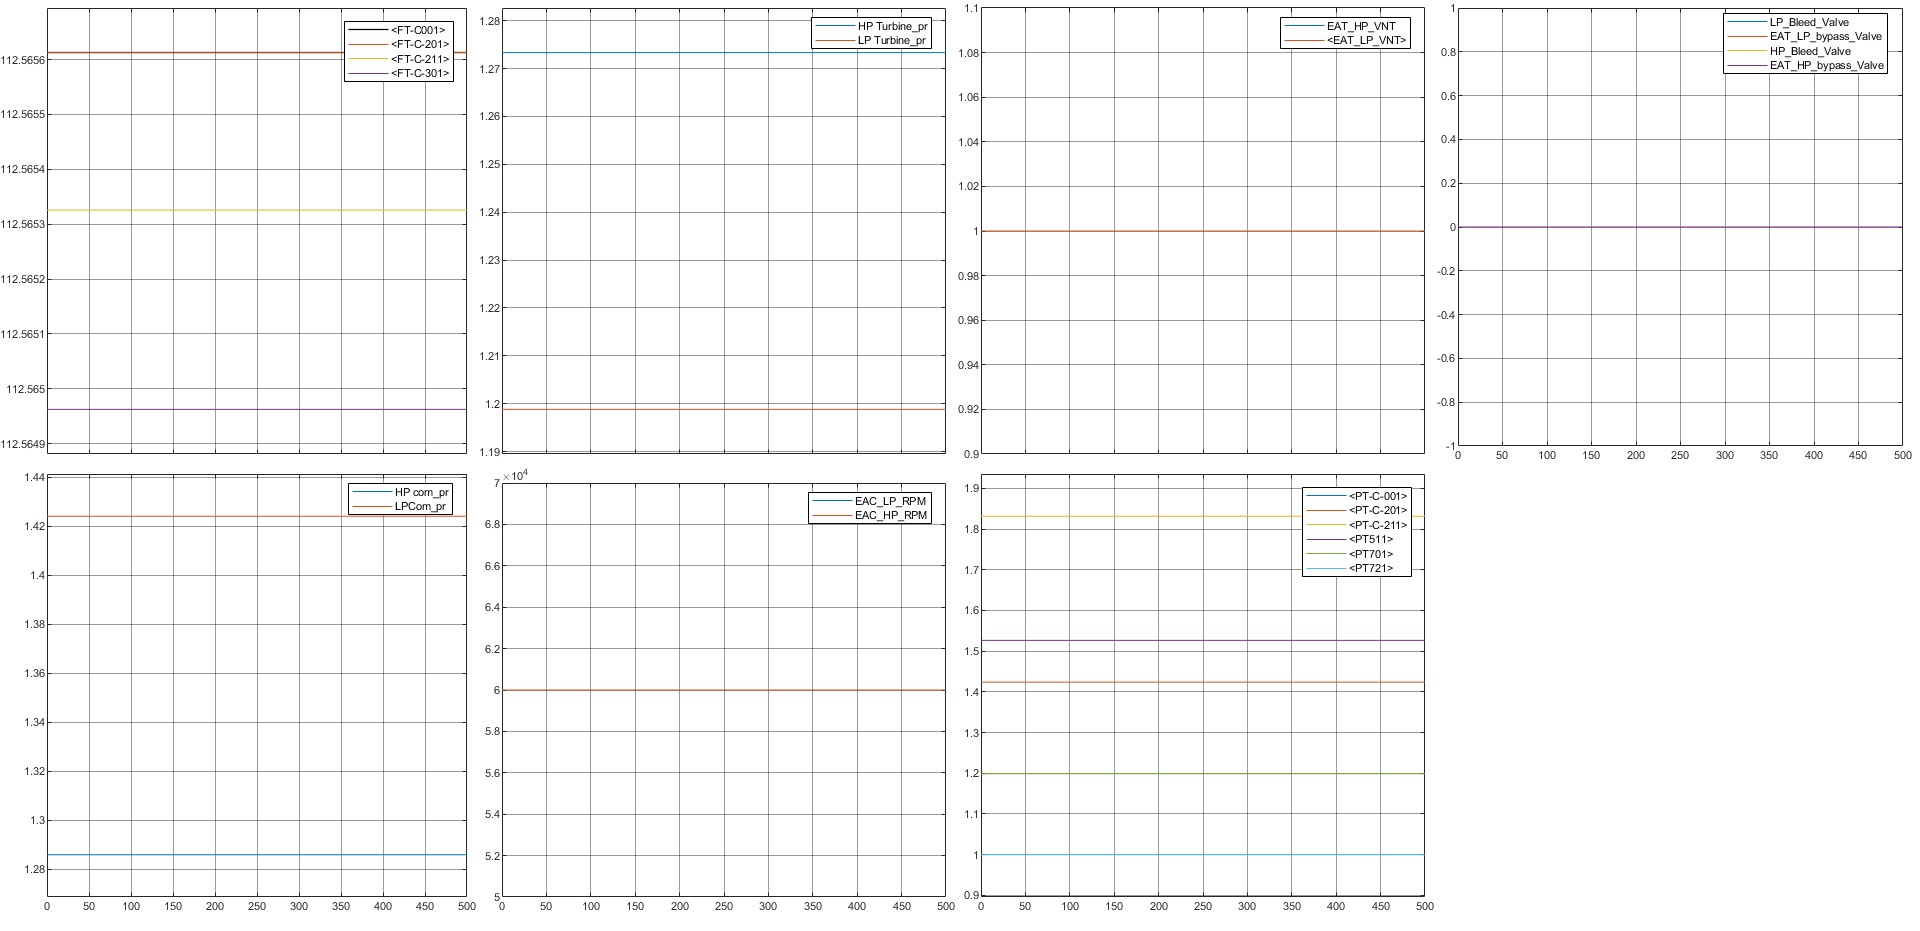 <FT-C001>
<FT-C-201>
<FT-C-211>
<FT-C-301>
112.5656
112.5655
112.5654
112.5653
112.5652
112.5651
112.565
112.5649
HP Turbine_pr
LP Turbine_pr
1.28
1.27
1.26
1.25
1.24
1.23
1.22
1.21
1.2
1.19
EAT_HP_VNT
<EAT_LP_VNT>
1.1
1.08
1.06
1.04
1.02
1
0.98
0.96
0.94
0.92
0.9
LP_Bleed_Valve
EAT_LP_bypass_Valve
HP_Bleed_Valve
EAT_HP_bypass_Valve
1
0.8
0.6
0.4
0.2
0
-0.2
-0.4
-0.6
-0.8
-1
0 50 100 150 200 250 300 350 400 450 500
HP com_pr
LPCom_pr
1.44
1.42
1.4
1.38
1.36
1.34
1.32
1.3
1.28
0 50 100 150 200 250 300 350 400 450 500
×10⁴
EAC_LP_RPM
EAC_HP_RPM
7
6.8
6.6
6.4
6.2
6
5.8
5.6
5.4
5.2
5
0 50 100 150 200 250 300 350 400 450 500
<PT-C-001>
<PT-C-201>
<PT-C-211>
<PT511>
<PT701>
<PT721>
1.9
1.8
1.7
1.6
1.5
1.4
1.3
1.2
1.1
1
0.9
0 50 100 150 200 250 300 350 400 450 500